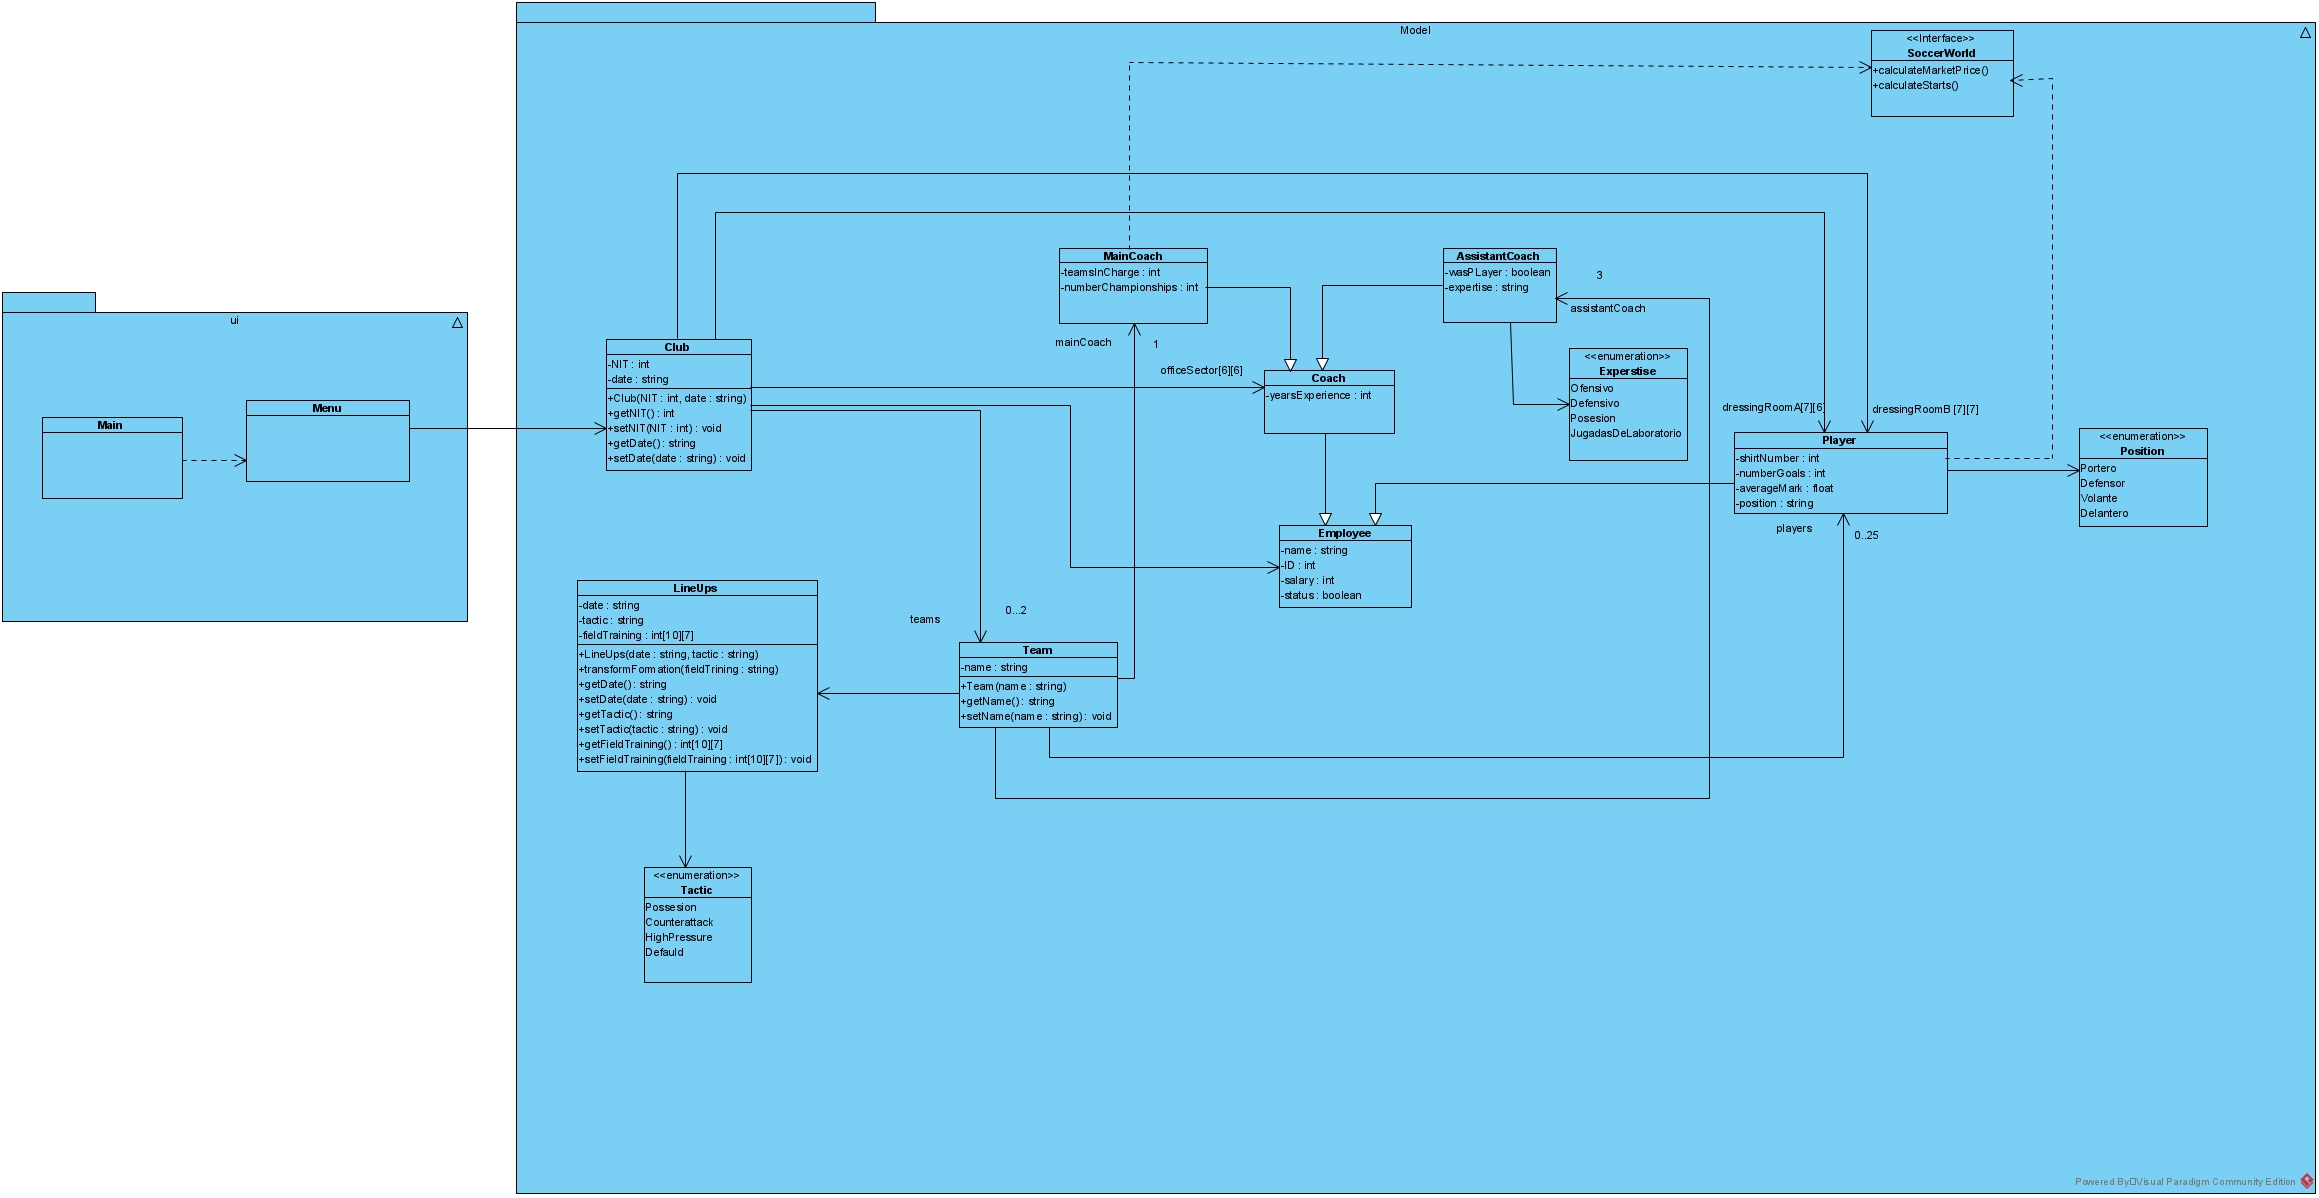 Model
<<Interface>>
SoccerWorld
+calculateMarketPrice()
+calculateStarts()
ui
Main
Menu
Club
-NIT : int
-date : string
+Club(NIT : int, date : string)
+getNIT() : int
+setNIT(NIT : int) : void
+getDate() : string
+setDate(date : string) : void
MainCoach
-teamsInCharge : int
-numberChampionships : int
mainCoach
1
AssistantCoach
-wasPLayer : boolean
-expertise : string
3
assistantCoach
<<enumeration>>
Experstise
Ofensivo
Defensivo
Posesion
JugadasDeLaboratorio
officeSector[6][6]
Coach
-yearsExperience : int
dressingRoomA[7][6]
dressingRoomB [7][7]
Player
-shirtNumber : int
-numberGoals : int
-averageMark : float
-position : string
players
0..25
<<enumeration>>
Position
Portero
Defensor
Volante
Delantero
Employee
-name : string
-ID : int
-salary : int
-status : boolean
LineUps
-date : string
-tactic : string
-fieldTraining : int[10][7]
+LineUps(date : string, tactic : string)
+transformFormation(fieldTrining : string)
+getDate() : string
+setDate(date : string) : void
+getTactic() : string
+setTactic(tactic : string) : void
+getFieldTraining() : int[10][7]
+setFieldTraining(fieldTraining : int[10][7]) : void
teams
0...2
Team
-name : string
+Team(name : string)
+getName() : string
+setName(name : string) : void
<<enumeration>>
Tactic
Possesion
Counterattack
HighPressure
Defauld
Powered By Visual Paradigm Community Edition